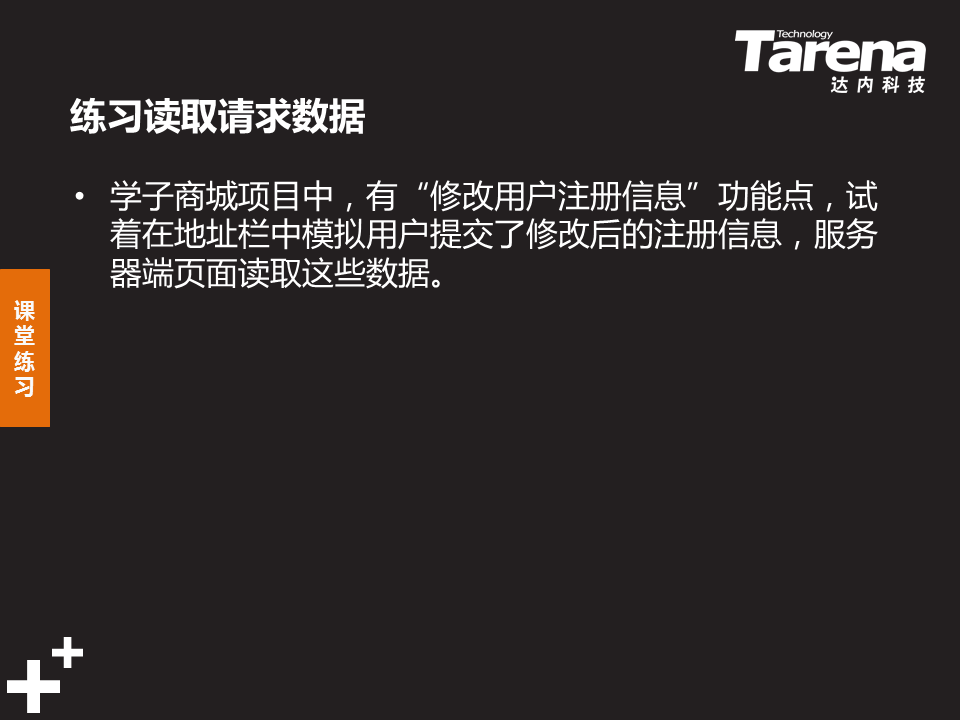 Technology
Tarena
达内科技
练习读取请求数据
• 学子商城项目中，有“修改用户注册信息”功能点，试
着在地址栏中模拟用户提交了修改后的注册信息，服务
器端页面读取这些数据。
课
堂
练
习